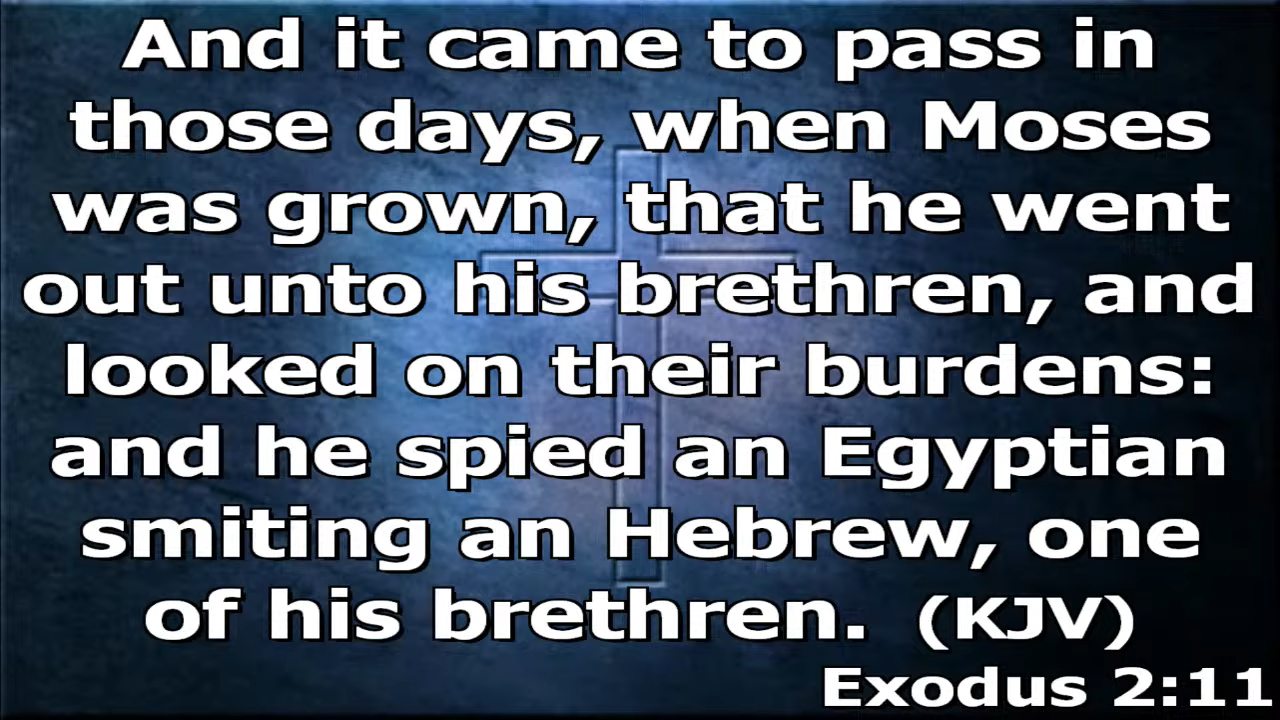 And it came to pass in
those days, when Moses
was grown, that he went
out unto his brethren, and
looked on their burdens:
and he spied an Egyptian
smiting an Hebrew, one
of his brethren. (KJV)
Exodus 2:11